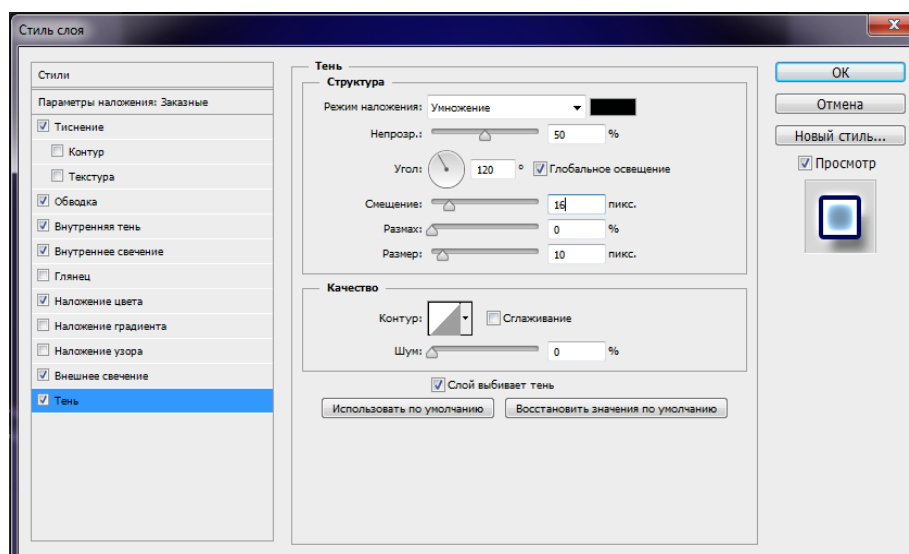 Стиль слоя
Стили
Параметры наложения: Заказные
Тиснение
Контур
Текстура
Обводка
Внутренняя тень
Внутреннее свечение
Глянец
Наложение цвета
Наложение градиента
Наложение узора
Внешнее свечение
Тень
Тень
Структура
Режим наложения: Умножение
Непрозр.: 50 %
Угол: 120 ° Глобальное освещение
Смещение: 16 пикс.
Размах: 0 %
Размер: 10 пикс.
Качество
Контур: Сглаживание
Шум: 0 %
Слой выбивает тень
Использовать по умолчанию Восстановить значения по умолчанию
OK
Отмена
Новый стиль...
Просмотр